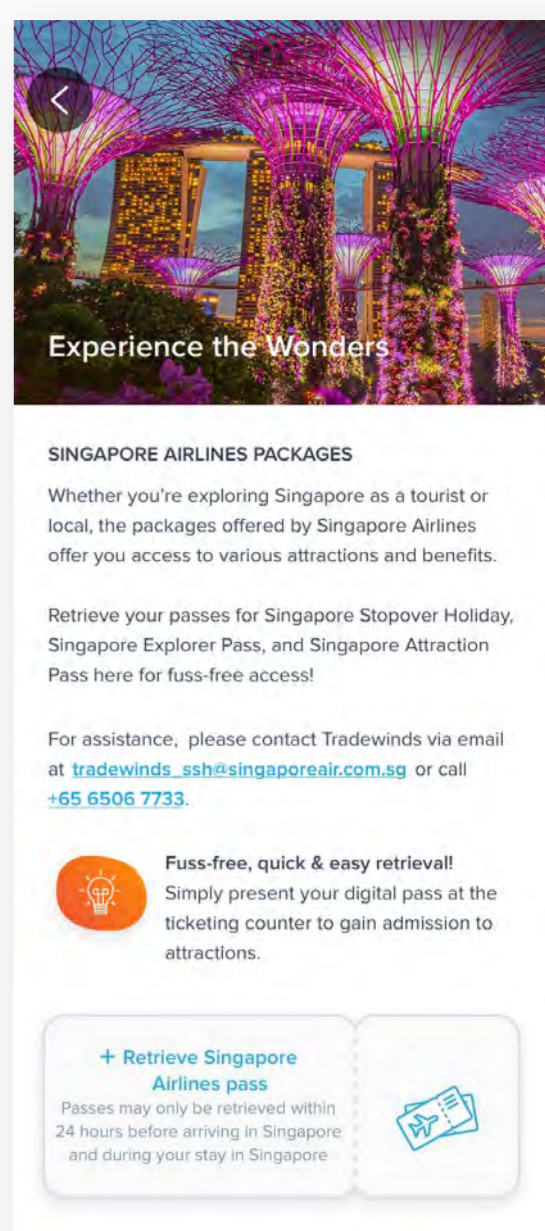 Experience the Wonders
SINGAPORE AIRLINES PACKAGES
Whether you're exploring Singapore as a tourist or
local, the packages offered by Singapore Airlines
offer you access to various attractions and benefits.
Retrieve your passes for Singapore Stopover Holiday,
Singapore Explorer Pass, and Singapore Attraction
Pass here for fuss-free access!
For assistance, please contact Tradewinds via email
at tradewinds_ssh@singaporeair.com.sg or call
+65 6506 7733.
Fuss-free, quick & easy retrieval!
Simply present your digital pass at the
ticketing counter to gain admission to
attractions.
+ Retrieve Singapore
Airlines pass
Passes may only be retrieved within
24 hours before arriving in Singapore
and during your stay in Singapore